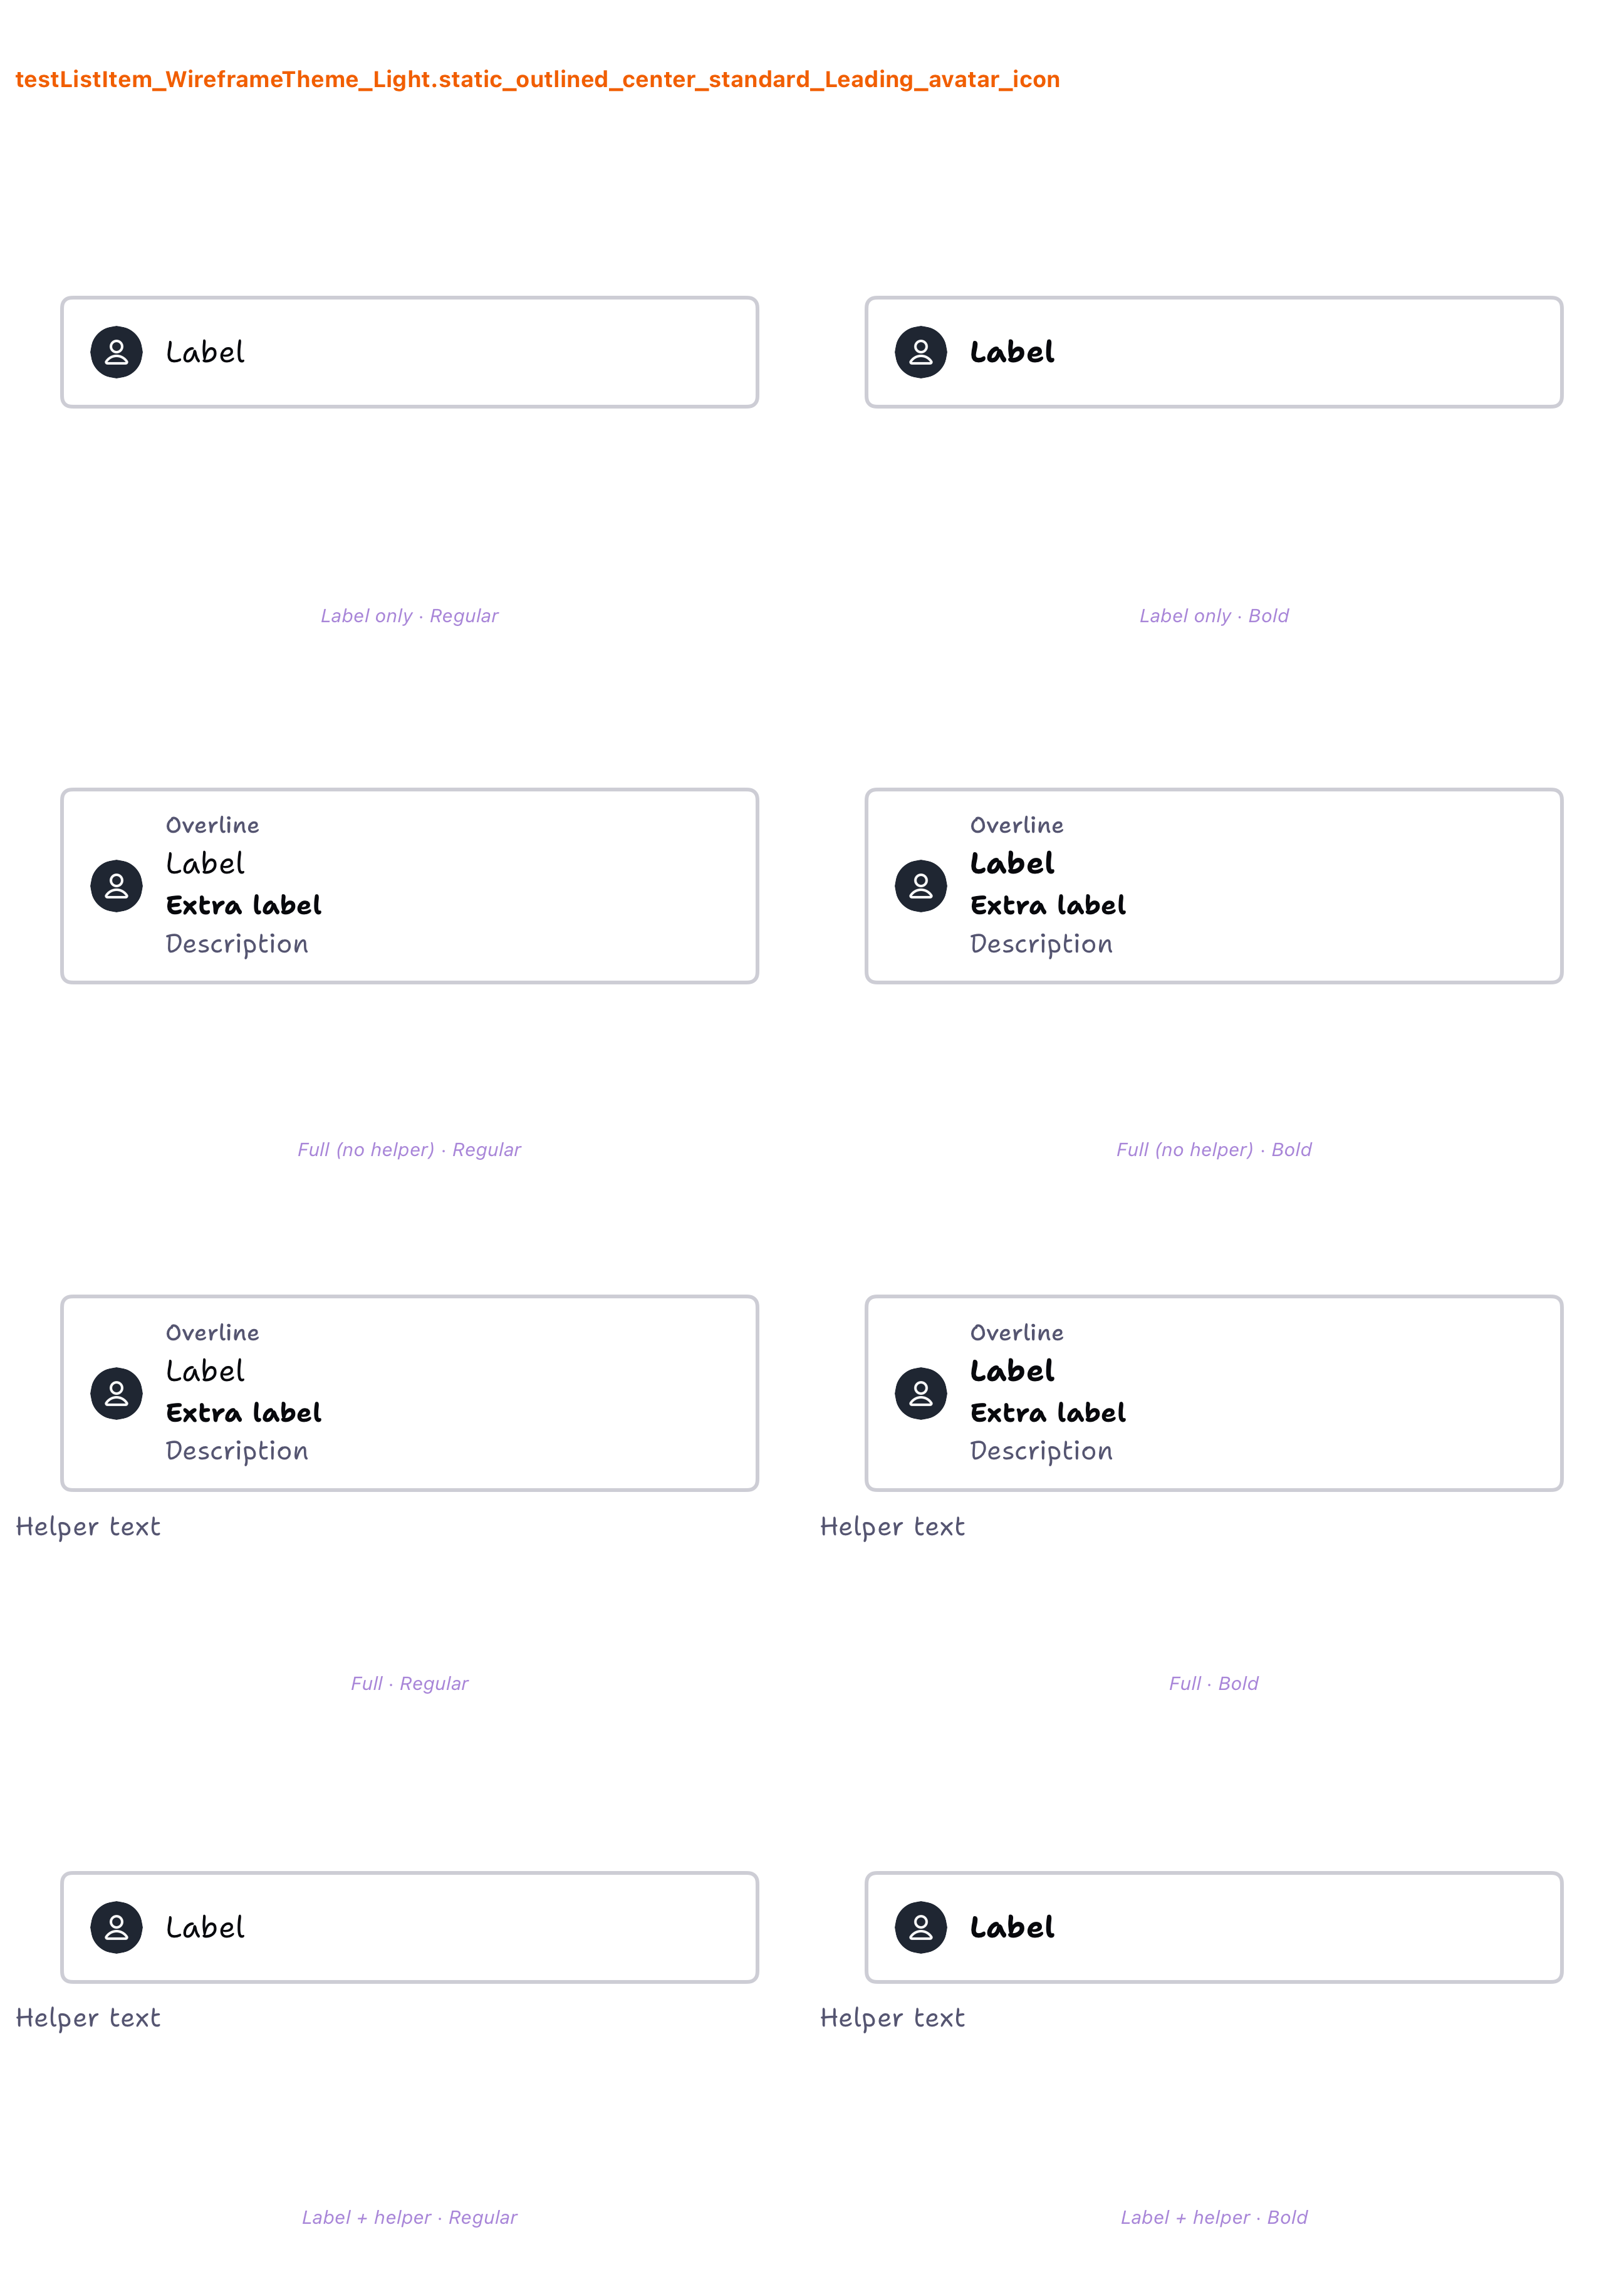 testListItem_WireframeTheme_Light.static_outlined_center_standard_Leading_avatar_icon
Label
Label
Label only · Regular
Label only · Bold
Overline
Label
Extra label
Description
Overline
Label
Extra label
Description
Full (no helper) · Regular
Full (no helper) · Bold
Overline
Label
Extra label
Description
Helper text
Overline
Label
Extra label
Description
Helper text
Full · Regular
Full · Bold
Label
Helper text
Label
Helper text
Label + helper · Regular
Label + helper · Bold